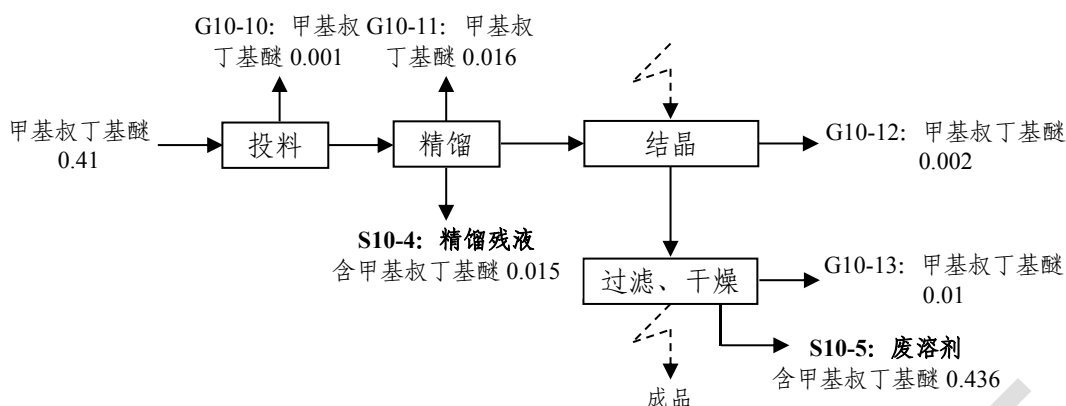 G10-10：甲基叔
丁基醚 0.001
G10-11：甲基叔
丁基醚 0.016
甲基叔丁基醚
0.41
投料
精馏
结晶
G10-12：甲基叔丁基醚
0.002
S10-4：精馏残液
含甲基叔丁基醚 0.015
过滤、干燥
G10-13：甲基叔丁基醚
0.01
S10-5：废溶剂
含甲基叔丁基醚 0.436
成品